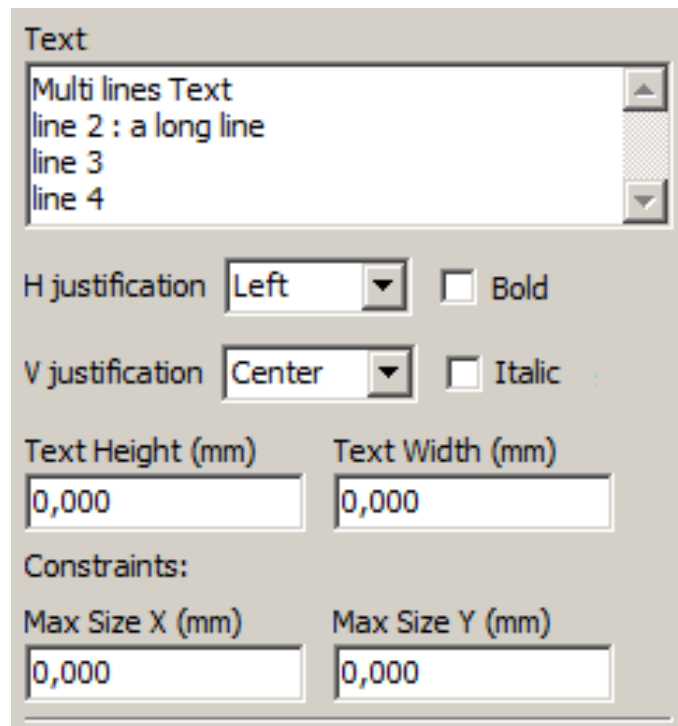 Text
Multi lines Text
line 2 : a long line
line 3
line 4
H justification Left Bold
V justification Center Italic
Text Height (mm) Text Width (mm)
0,000 0,000
Constraints:
Max Size X (mm) Max Size Y (mm)
0,000 0,000